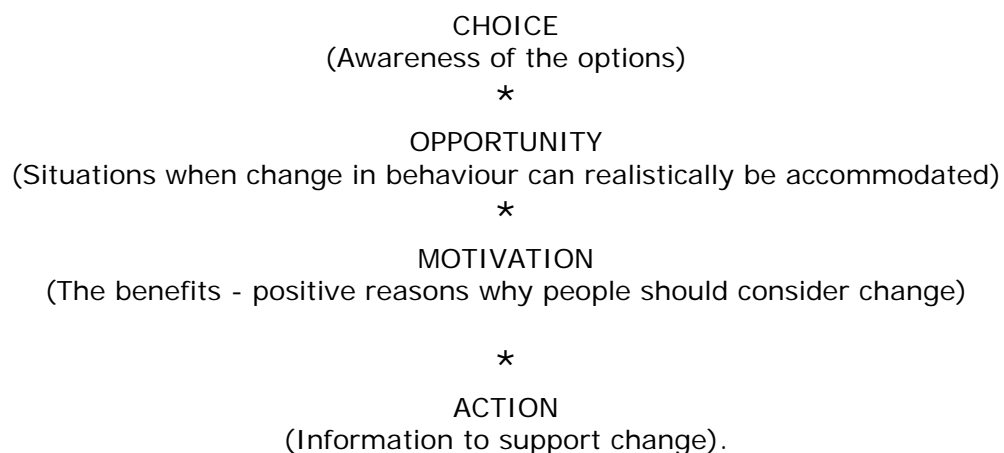 CHOICE
(Awareness of the options)
*
OPPORTUNITY
(Situations when change in behaviour can realistically be accommodated)
*
MOTIVATION
(The benefits - positive reasons why people should consider change)
*
ACTION
(Information to support change).